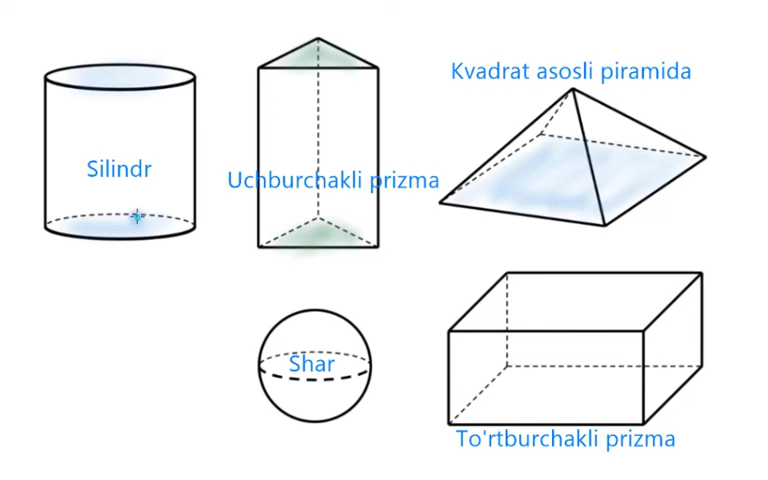 Kvadrat asosli piramida
Silindr
Uchburchakli prizma
Shar
To'rtburchakli prizma